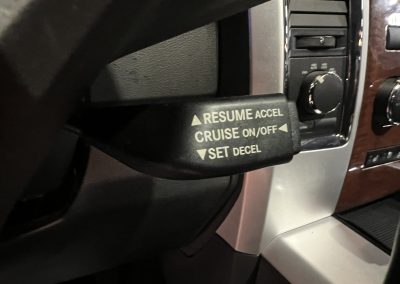 ▲RESUME ACCEL
CRUISE ON/OFF◄
▼SET DECEL